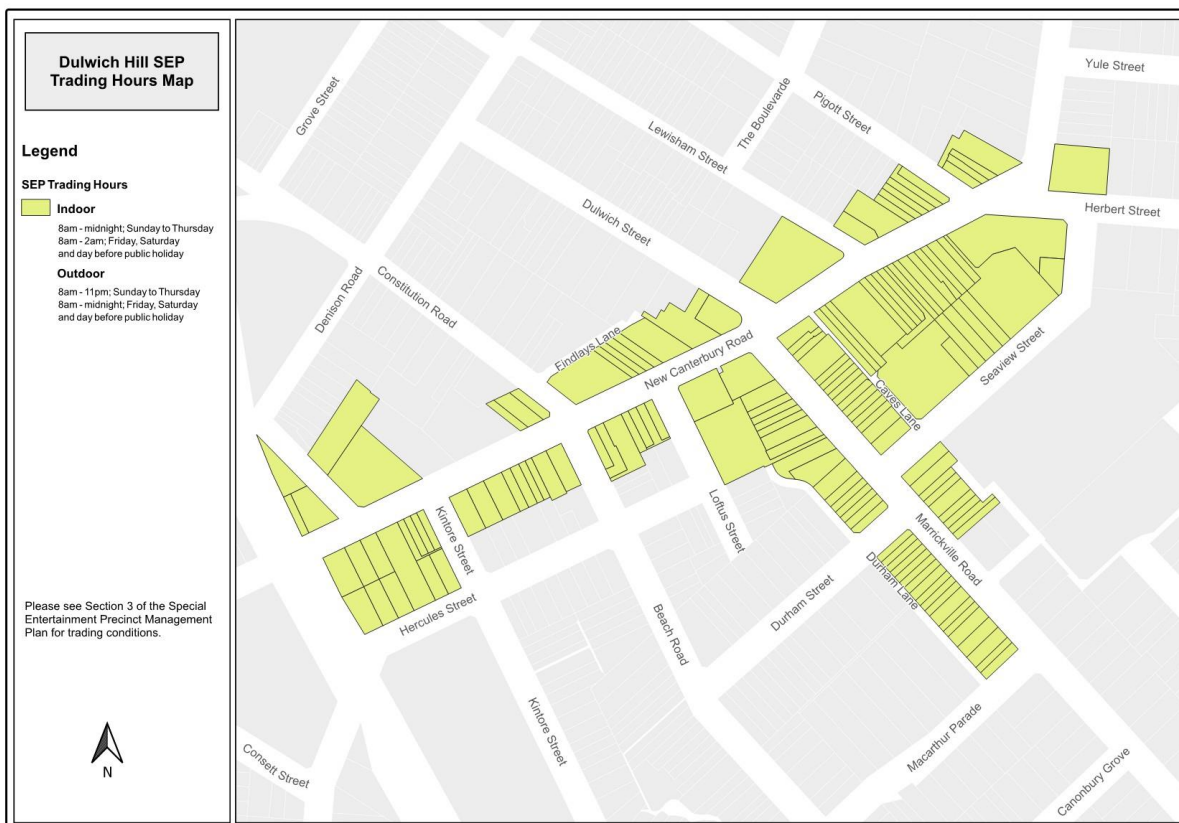 Dulwich Hill SEP
Trading Hours Map
Legend
SEP Trading Hours
Indoor
8am - midnight; Sunday to Thursday
8am - 2am; Friday, Saturday
and day before public holiday
Outdoor
8am - 11pm; Sunday to Thursday
8am - midnight; Friday, Saturday
and day before public holiday
Please see Section 3 of the Special
Entertainment Precinct Management
Plan for trading conditions.
N
Yule Street
Grove Street
The Boulevarde
Pigott Street
Lewisham Street
Herbert Street
Dulwich Street
Denison Road
Constitution Road
Findlays Lane
New Canterbury Road
Seaview Street
Caves Lane
Kintore Street
Loftus Street
Marrickville Road
Durham Lane
Hercules Street
Beach Road
Durham Street
Kintore Street
Macarthur Parade
Consett Street
Canonbury Grove